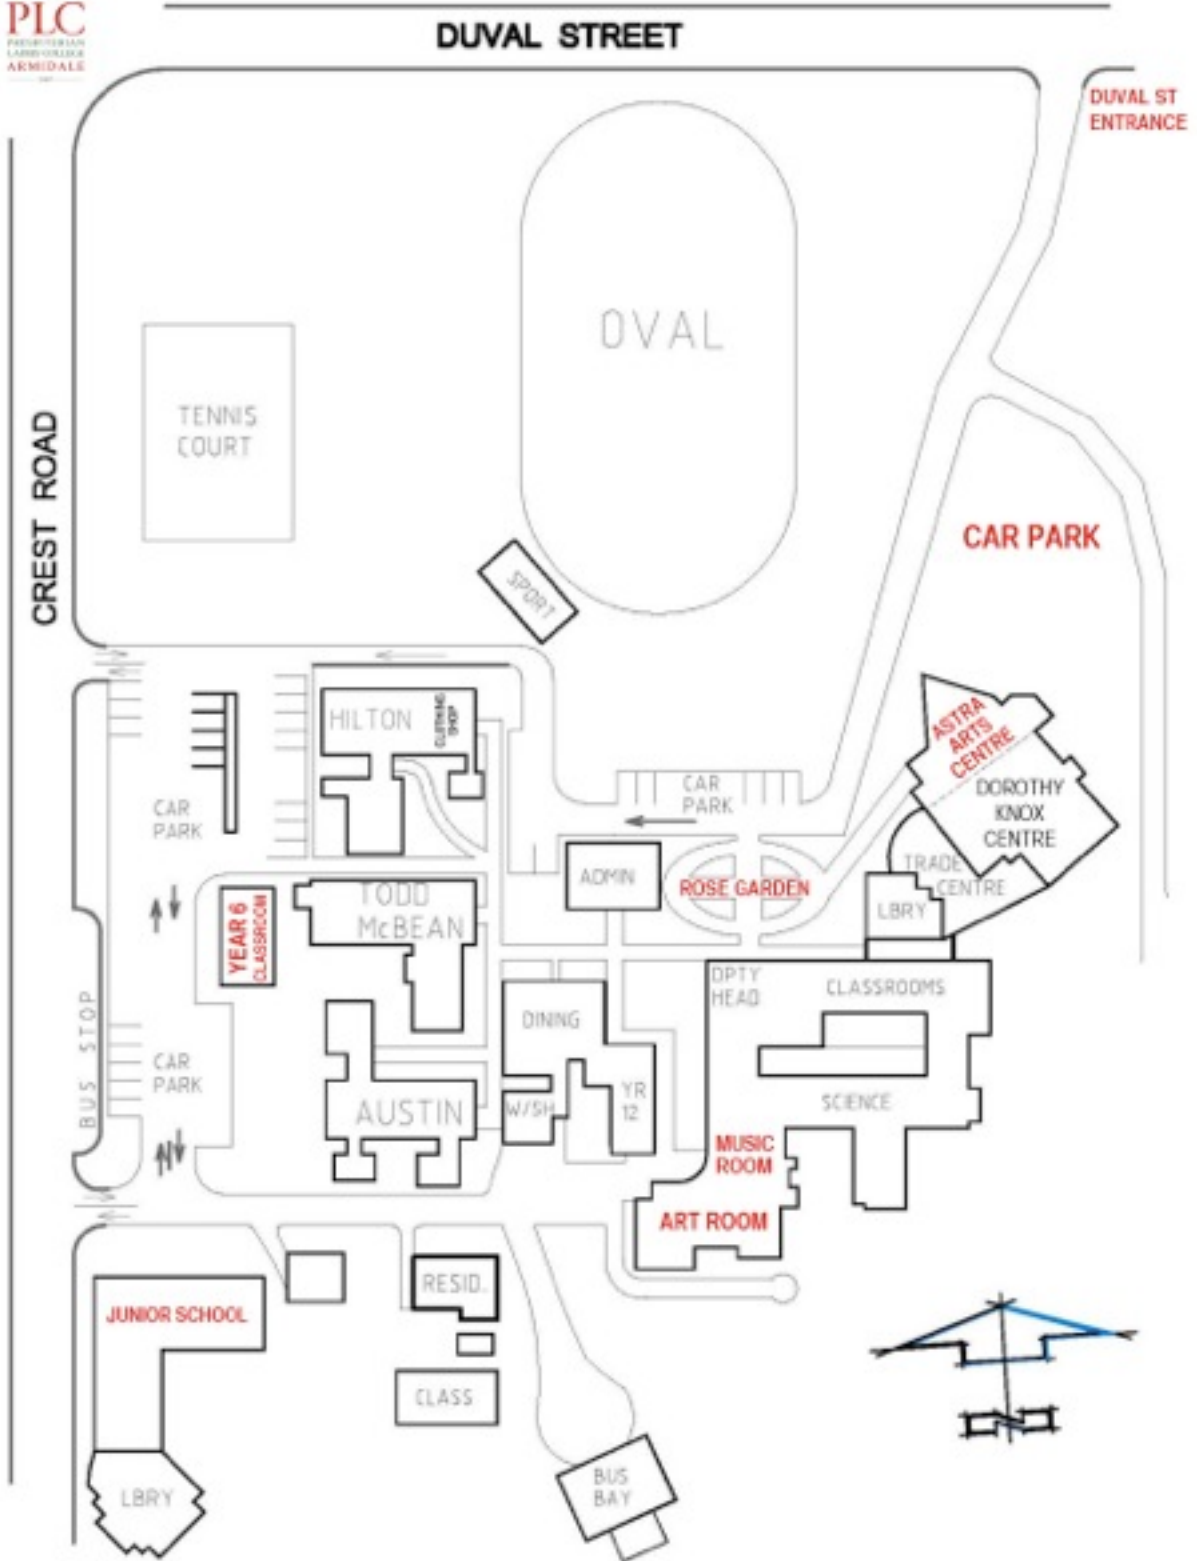 PLC
PRESBYTERIAN
LADIES COLLEGE
ARMIDALE
DUVAL STREET
DUVAL ST
ENTRANCE
OVAL
TENNIS
COURT
CREST ROAD
CAR PARK
SPORT
HILTON
CLOTHING
SHOP
ASTRA
ARTS
CENTRE
DOROTHY
KNOX
CENTRE
CAR
PARK
CAR
PARK
TRADE
CENTRE
ADMIN
ROSE GARDEN
LBRY
TODD
McBEAN
YEAR 6
CLASSROOM
DPTY
HEAD
CLASSROOMS
DINING
BUS STOP
CAR
PARK
AUSTIN
W/SH
YR
12
SCIENCE
MUSIC
ROOM
ART ROOM
RESID.
JUNIOR SCHOOL
CLASS
LBRY
BUS
BAY
N